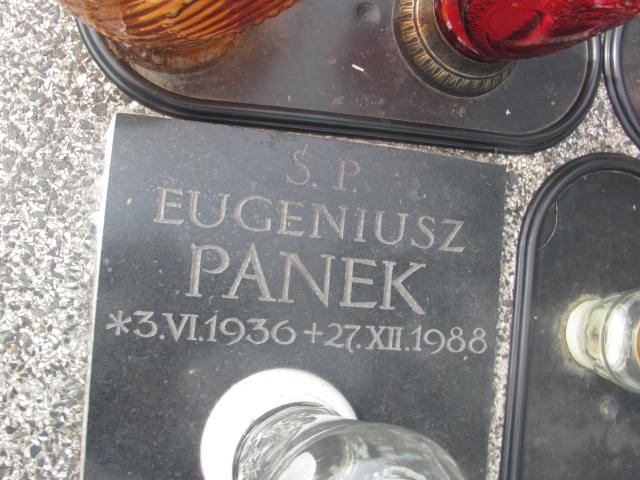 Ś.P.
EUGENIUSZ
PANEK
*3.VI.1936 +27.XII.1988